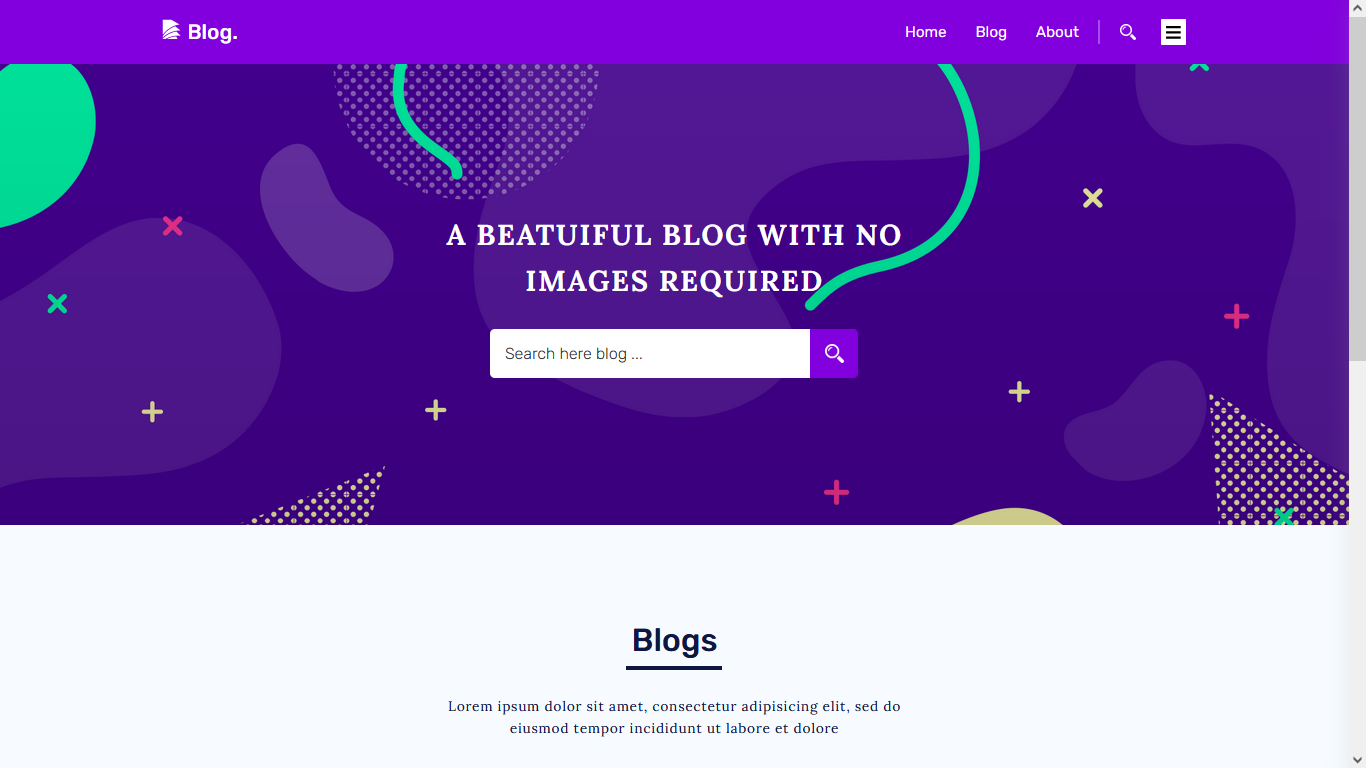 Blog.
Home Blog About
A BEATUIFUL BLOG WITH NO
IMAGES REQUIRED
Search here blog ...
Blogs
Lorem ipsum dolor sit amet, consectetur adipisicing elit, sed do
eiusmod tempor incididunt ut labore et dolore